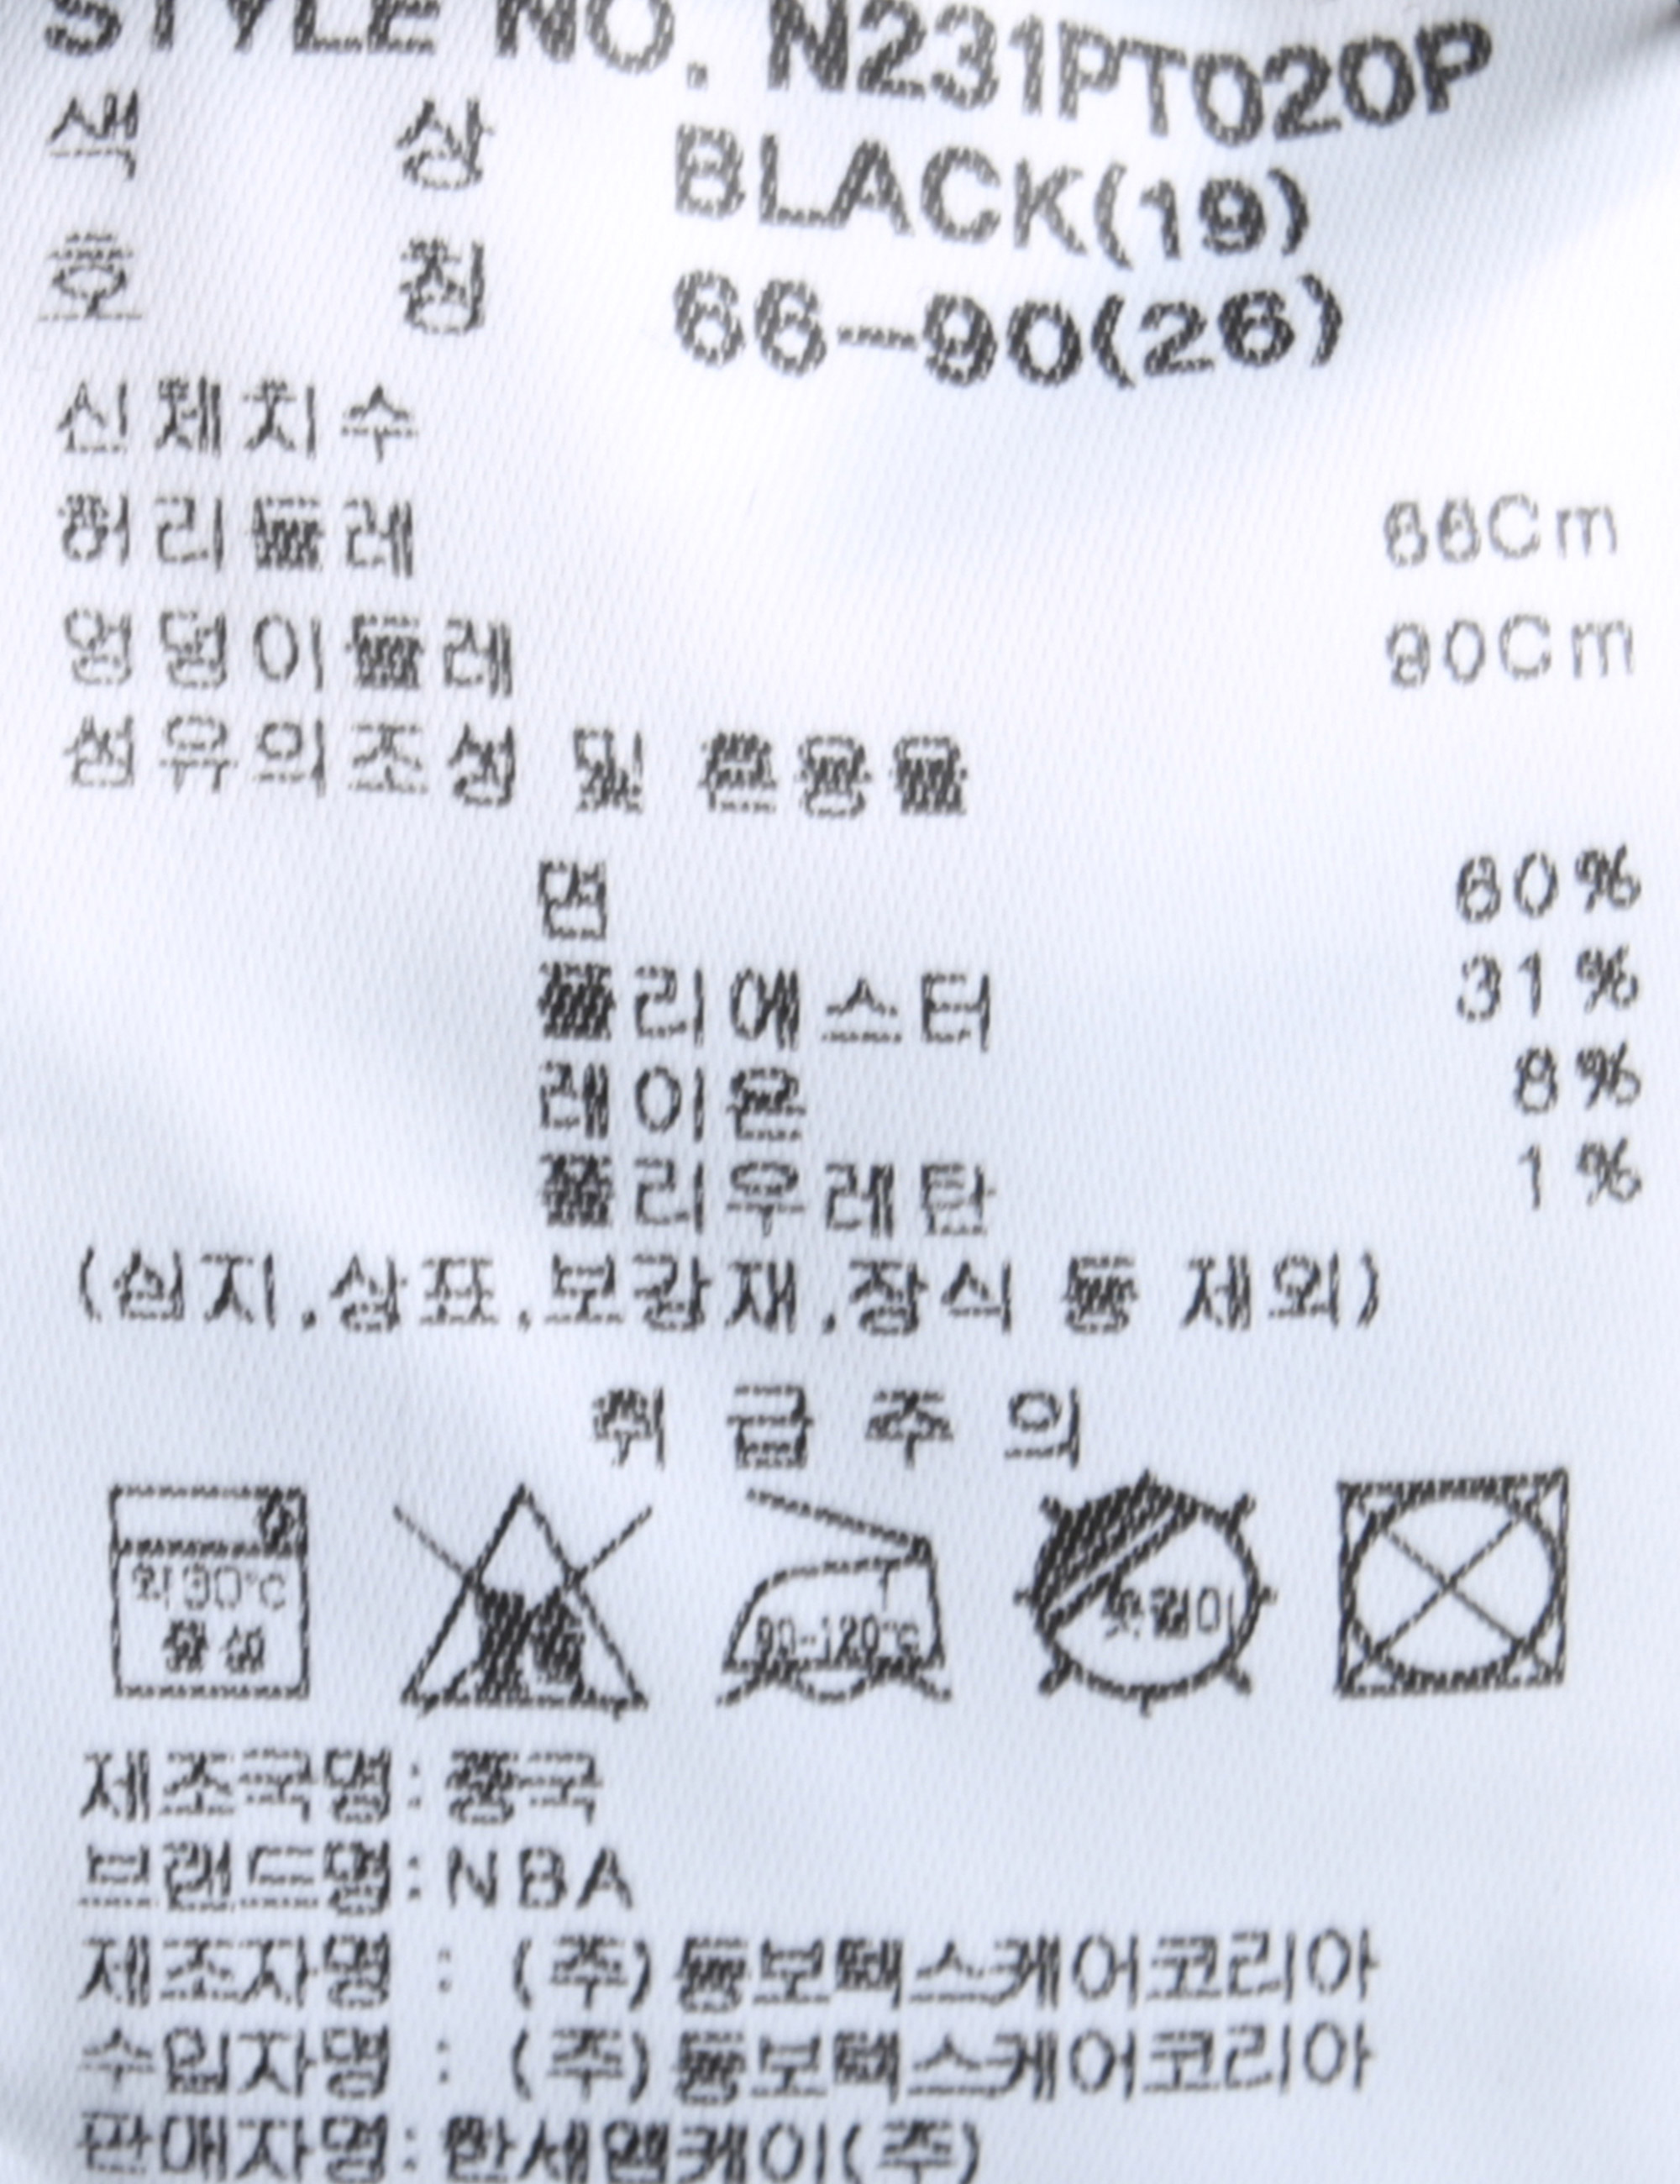 STYLE NO. N231PT020P
색 상 BLACK(19)
호 칭 66-90(26)
신체치수
허리둘레 66Cm
엉덩이둘레 90Cm
섬유의조성 및 혼용율
면 60%
폴리에스터 31%
레이온 8%
폴리우레탄 1%
(심지,상표,보강재,장식 등 제외)
취급주의
약30℃
중성
90-120℃
옷걸이
제조국명:중국
브랜드명:NBA
제조자명 : (주)동보텍스케어코리아
수입자명 : (주)동보텍스케어코리아
판매자명:한세엠케이(주)